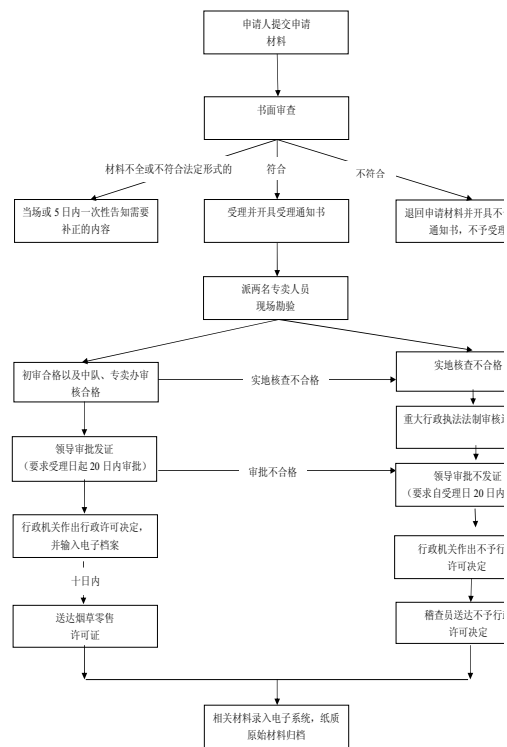 申请人提交申请
材料
书面审查
材料不全或不符合法定形式的
符合
不符合
当场或 5 日内一次性告知需要
补正的内容
受理并开具受理通知书
退回申请材料并开具不
通知书，不予受理
派两名专卖人员
现场勘验
初审合格以及中队、专卖办审
核合格
实地核查不合格
实地核查不合格
重大行政执法法制审核
领导审批发证
（要求受理日起 20 日内审批）
审批不合格
领导审批不发证
（要求自受理日 20 日内
行政机关作出行政许可决定，
并输入电子档案
行政机关作出不予行
许可决定
十日内
送达烟草零售
许可证
稽查员送达不予行政
许可决定
相关材料录入电子系统，纸质
原始材料归档